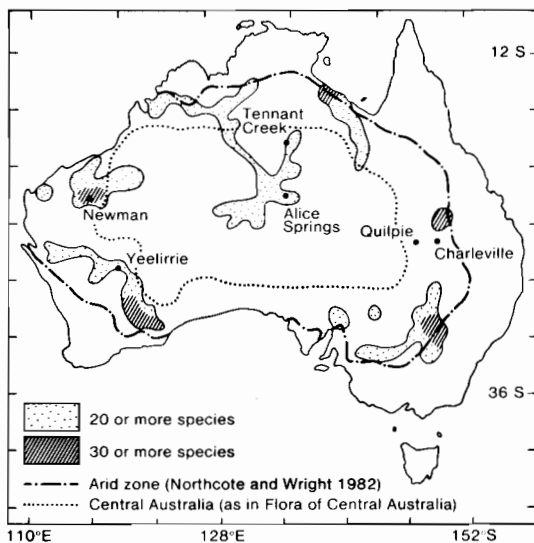 12 S
Tennant
Creek
Newman
Alice
Springs
Quilpie
Charleville
Yeelirrie
36 S
20 or more species
30 or more species
Arid zone (Northcote and Wright 1982)
Central Australia (as in Flora of Central Australia)
110°E
128°E
152°S